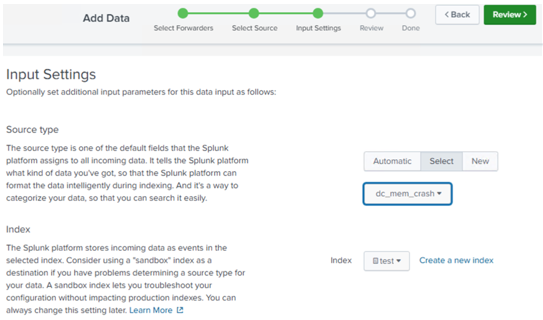 Add Data
Select Forwarders
Select Source
Input Settings
Review
Done
< Back
Review >
Input Settings
Optionally set additional input parameters for this data input as follows:
Source type
The source type is one of the default fields that the Splunk
platform assigns to all incoming data. It tells the Splunk platform
what kind of data you've got, so that the Splunk platform can
format the data intelligently during indexing. And it's a way to
categorize your data, so that you can search it easily.
Automatic
Select
New
dc_mem_crash
Index
The Splunk platform stores incoming data as events in the
selected index. Consider using a "sandbox" index as a
destination if you have problems determining a source type for
your data. A sandbox index lets you troubleshoot your
configuration without impacting production indexes. You can
always change this setting later. Learn More
Index
test
Create a new index